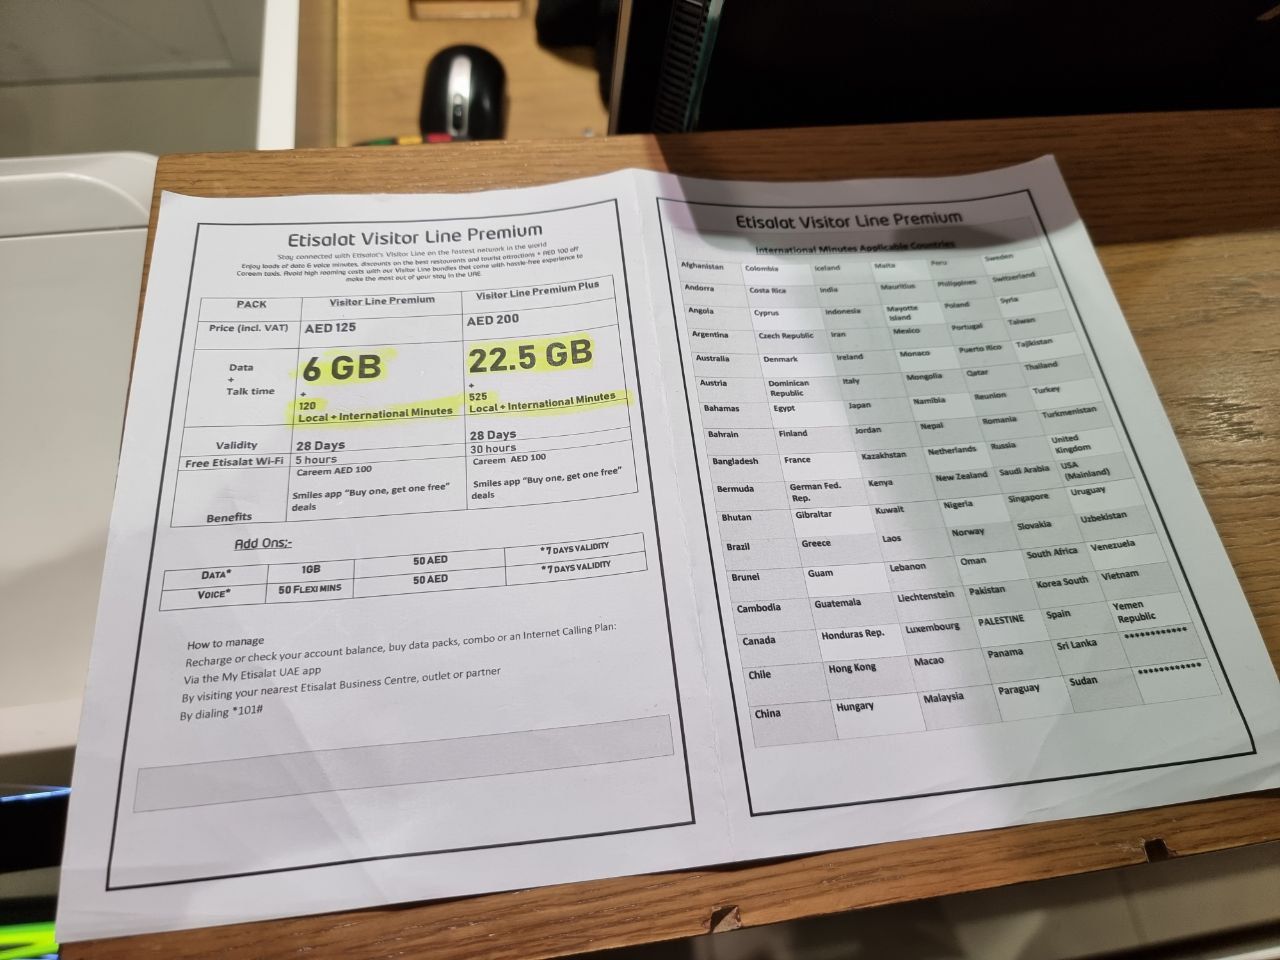 Etisalat Visitor Line Premium
Stay connected with Etisalat's Visitor Line on the fastest network in the world
Enjoy loads of data & voice minutes, discounts on the best restaurants and tourist attractions + AED 100 off
Careem taxis. Avoid high roaming costs with our Visitor Line bundles that come with hassle-free experience to
make the most out of your stay in the UAE.
PACK Visitor Line Premium Visitor Line Premium Plus
Price (incl. VAT) AED 125 AED 200
Data + Talk time 6 GB + 120 Local + International Minutes 22.5 GB + 525 Local + International Minutes
Validity 28 Days 28 Days
Free Etisalat Wi-Fi 5 hours 30 hours
Benefits Careem AED 100 Smiles app "Buy one, get one free" deals Careem AED 100 Smiles app "Buy one, get one free" deals
Add Ons:-
DATA* 1GB 50 AED *7 DAYS VALIDITY
VOICE* 50 FLEXI MINS 50 AED *7 DAYS VALIDITY
How to manage
Recharge or check your account balance, buy data packs, combo or an Internet Calling Plan:
Via the My Etisalat UAE app
By visiting your nearest Etisalat Business Centre, outlet or partner
By dialing *101#
Etisalat Visitor Line Premium
International Minutes Applicable Countries
Afghanistan Colombia Iceland Malta Peru Sweden
Andorra Costa Rica India Mauritius Philippines Switzerland
Angola Cyprus Indonesia Mayotte Island Poland Syria
Argentina Czech Republic Iran Mexico Portugal Taiwan
Australia Denmark Ireland Monaco Puerto Rico Tajikistan
Austria Dominican Republic Italy Mongolia Qatar Thailand
Bahamas Egypt Japan Namibia Reunion Turkey
Bahrain Finland Jordan Nepal Romania Turkmenistan
Bangladesh France Kazakhstan Netherlands Russia United Kingdom
Bermuda German Fed. Rep. Kenya New Zealand Saudi Arabia USA (Mainland)
Bhutan Gibraltar Kuwait Nigeria Singapore Uruguay
Brazil Greece Laos Norway Slovakia Uzbekistan
Brunei Guam Lebanon Oman South Africa Venezuela
Cambodia Guatemala Liechtenstein Pakistan Korea South Vietnam
Canada Honduras Rep. Luxembourg PALESTINE Spain Yemen Republic
Chile Hong Kong Macao Panama Sri Lanka ************
China Hungary Malaysia Paraguay Sudan ************